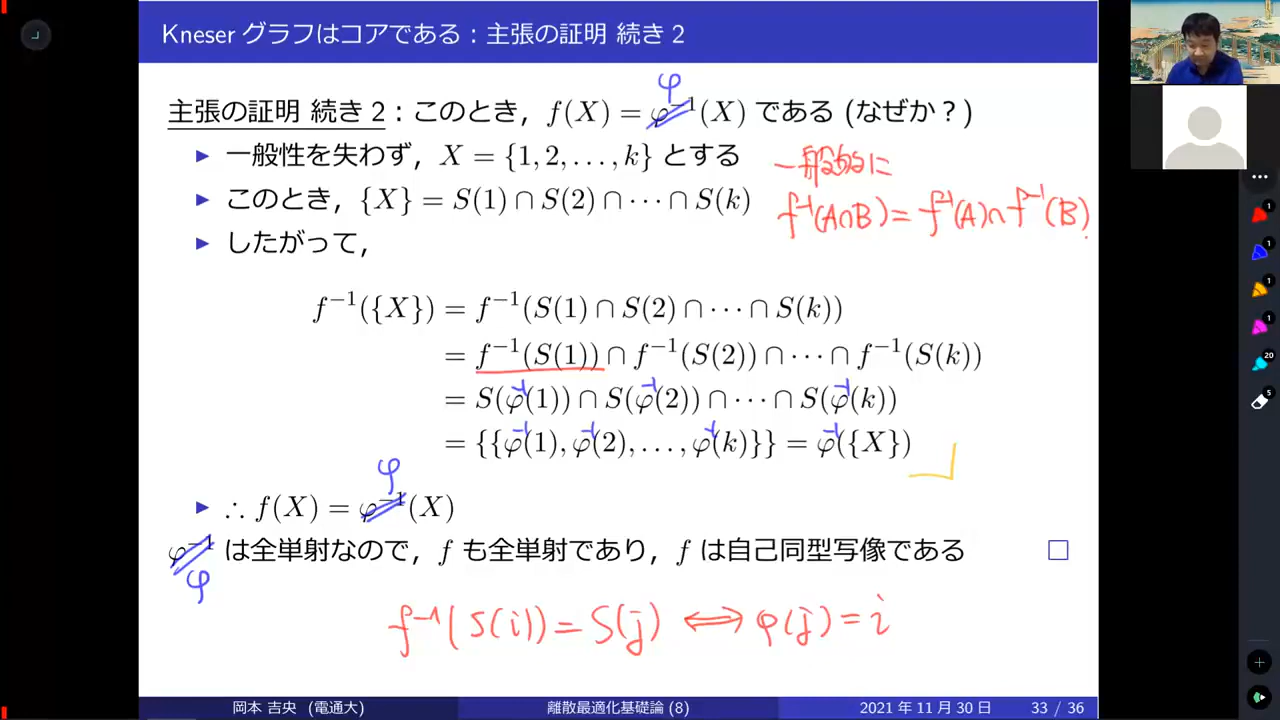 Kneser グラフはコアである : 主張の証明 続き 2
φ
主張の証明 続き 2 : このとき, f(X) = φ⁻¹(X) である (なぜか？)
▶ 一般性を失わず, X = {1, 2, . . . , k} とする
一般的に
▶ このとき, {X} = S(1) ∩ S(2) ∩ · · · ∩ S(k)
f⁻¹(A∩B) = f⁻¹(A)∩f⁻¹(B).
▶ したがって,
f⁻¹({X}) = f⁻¹(S(1) ∩ S(2) ∩ · · · ∩ S(k))
= f⁻¹(S(1)) ∩ f⁻¹(S(2)) ∩ · · · ∩ f⁻¹(S(k))
= S(φ⁻¹(1)) ∩ S(φ⁻¹(2)) ∩ · · · ∩ S(φ⁻¹(k))
= {{φ⁻¹(1), φ⁻¹(2), . . . , φ⁻¹(k)}} = φ⁻¹({X})
φ
▶ ∴ f(X) = φ⁻¹(X)
φ⁻¹ は全単射なので, f も全単射であり, f は自己同型写像である □
φ
f⁻¹(S(i)) = S(j) ⟺ φ(j) = i
岡本 吉央 (電通大) 離散最適化基礎論 (8) 2021 年 11 月 30 日 33 / 36
1
1
1
1
20
5